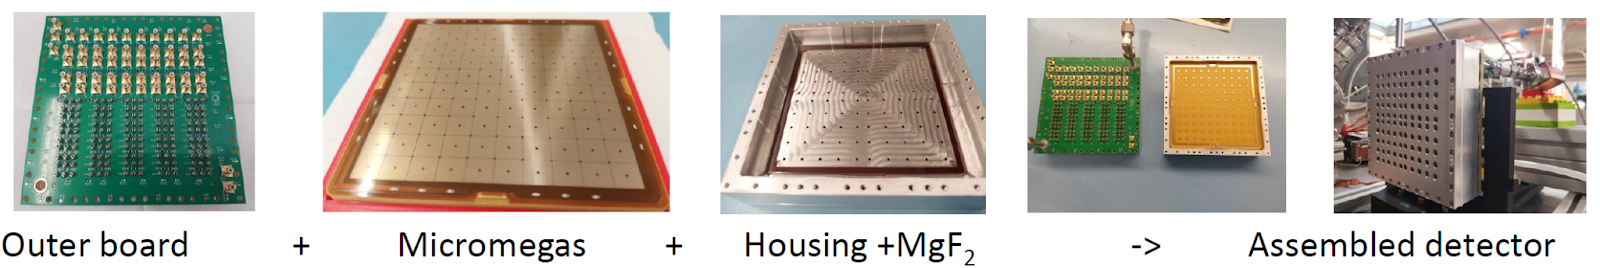 Outer board + Micromegas + Housing +MgF₂ -> Assembled detector